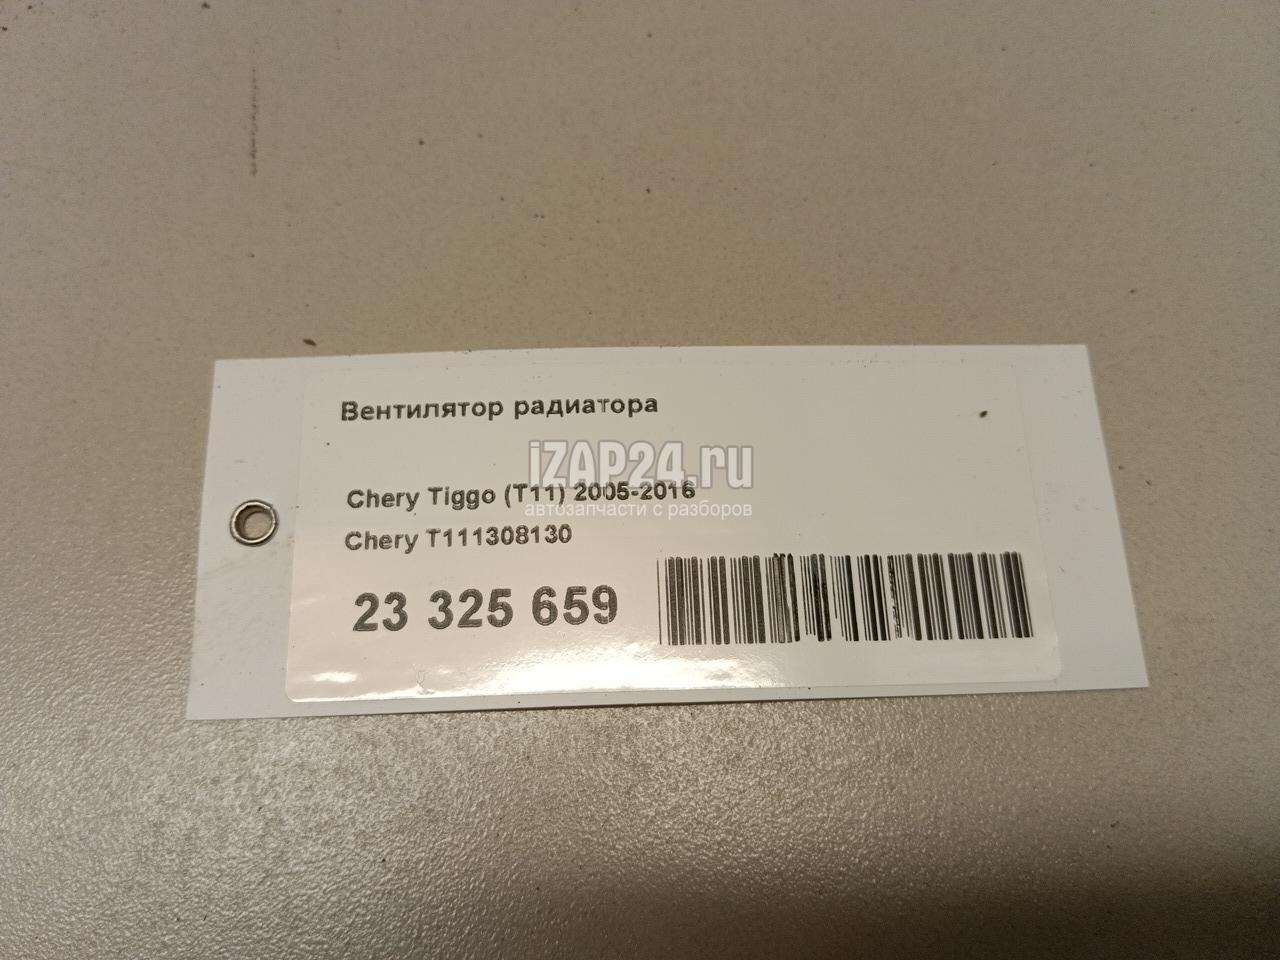 Вентилятор радиатора
iZAP24.ru
Chery Tiggo (T11) 2005-2016
автозапчасти с разборов
Chery T111308130
23 325 659